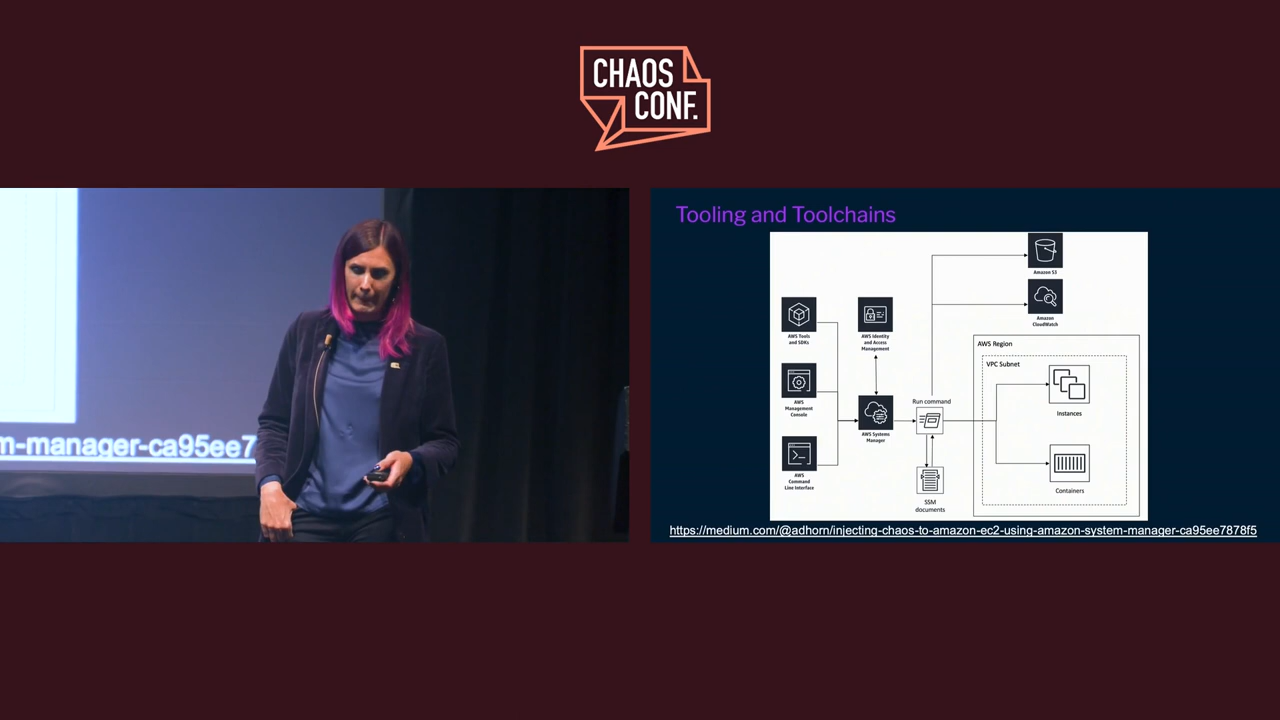 CHAOS
CONF.
m-manager-ca95ee7
Tooling and Toolchains
Amazon S3
Amazon
CloudWatch
AWS Tools
and SDKs
AWS Identity
and Access
Management
AWS
Management
Console
AWS Systems
Manager
AWS
Command
Line Interface
Run command
SSM
documents
AWS Region
VPC Subnet
Instances
Containers
https://medium.com/@adhorn/injecting-chaos-to-amazon-ec2-using-amazon-system-manager-ca95ee7878f5